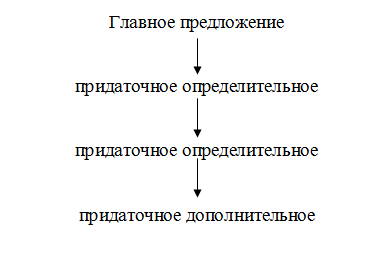 Главное предложение
придаточное определительное
придаточное определительное
придаточное дополнительное